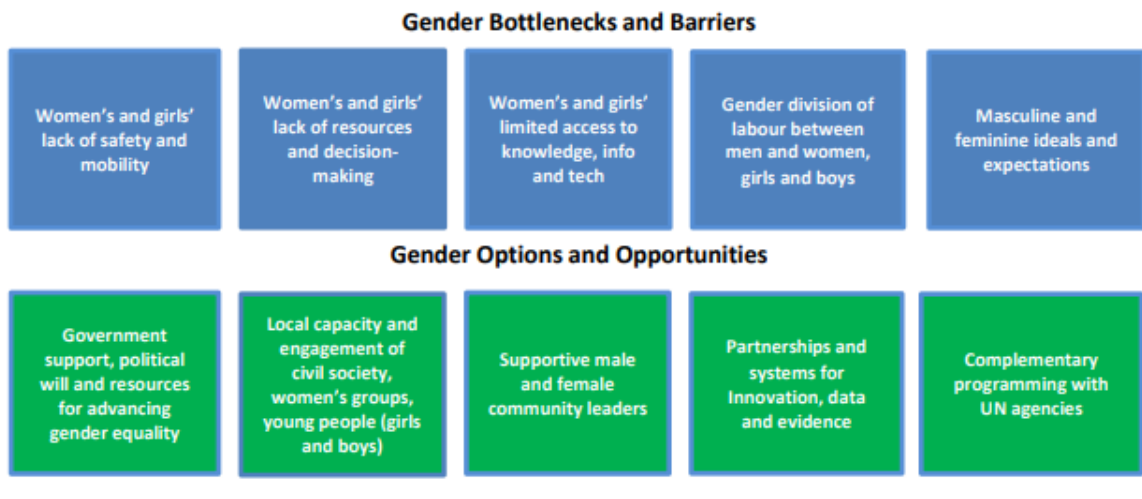 Gender Bottlenecks and Barriers
Women's and girls'
lack of safety and
mobility
Women's and girls'
lack of resources
and decision-
making
Women's and girls'
limited access to
knowledge, info
and tech
Gender division of
labour between
men and women,
girls and boys
Masculine and
feminine ideals and
expectations
Gender Options and Opportunities
Government
support, political
will and resources
for advancing
gender equality
Local capacity and
engagement of
civil society,
women's groups,
young people (girls
and boys)
Supportive male
and female
community leaders
Partnerships and
systems for
Innovation, data
and evidence
Complementary
programming with
UN agencies